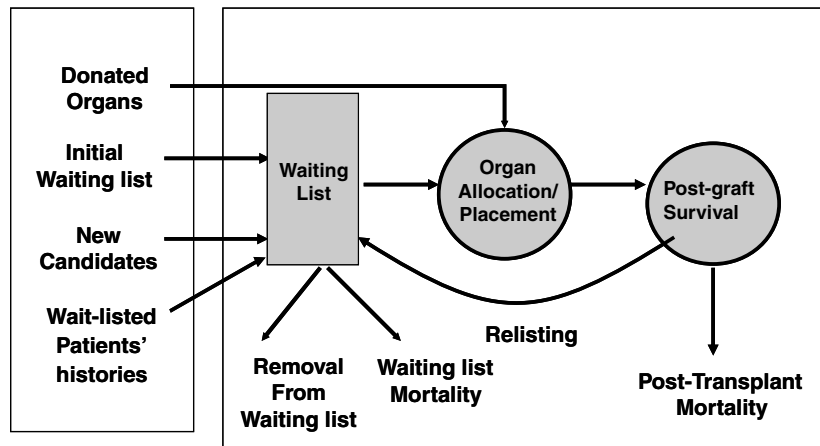 Donated
Organs
Initial
Waiting list
New
Candidates
Wait-listed
Patients’
histories
Waiting
List
Organ
Allocation/
Placement
Post-graft
Survival
Relisting
Removal
From
Waiting list
Waiting list
Mortality
Post-Transplant
Mortality